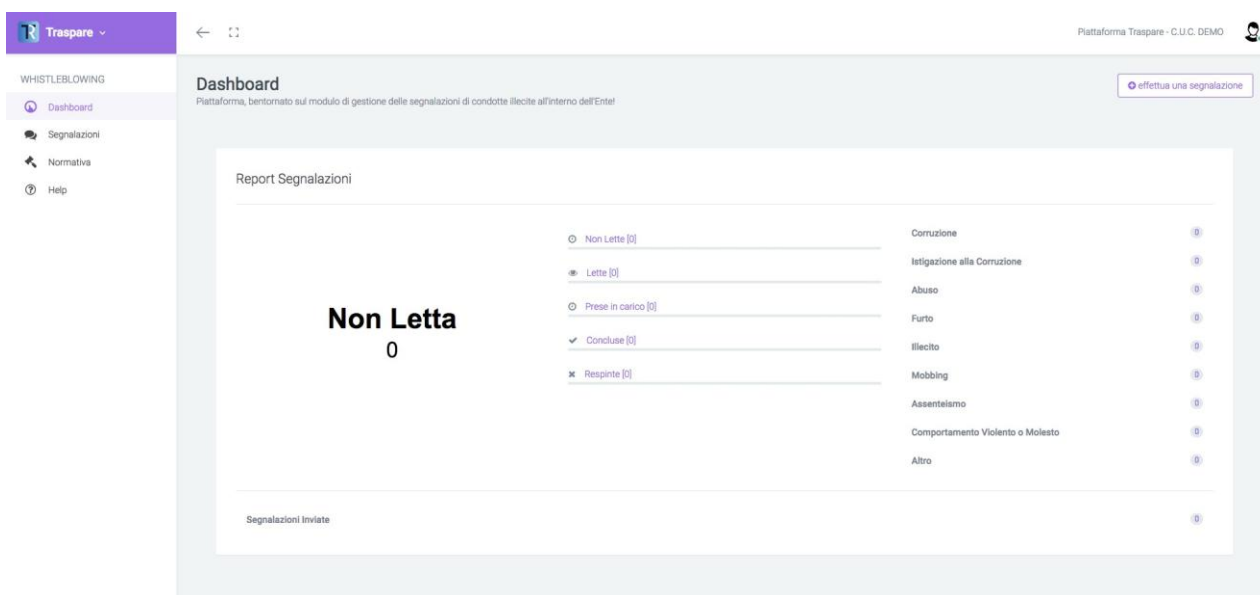 Traspare
Piattaforma Traspare - C.U.C. DEMO
WHISTLEBLOWING
Dashboard
Segnalazioni
Normativa
Help
Dashboard
Piattaforma, bentornato sul modulo di gestione delle segnalazioni di condotte illecite all'interno dell'Ente!
effettua una segnalazione
Report Segnalazioni
Non Letta
0
Non Lette [0]
Lette [0]
Prese in carico [0]
Concluse [0]
Respinte [0]
Corruzione 0
Istigazione alla Corruzione 0
Abuso 0
Furto 0
Illecito 0
Mobbing 0
Assenteismo 0
Comportamento Violento o Molesto 0
Altro 0
Segnalazioni Inviate 0